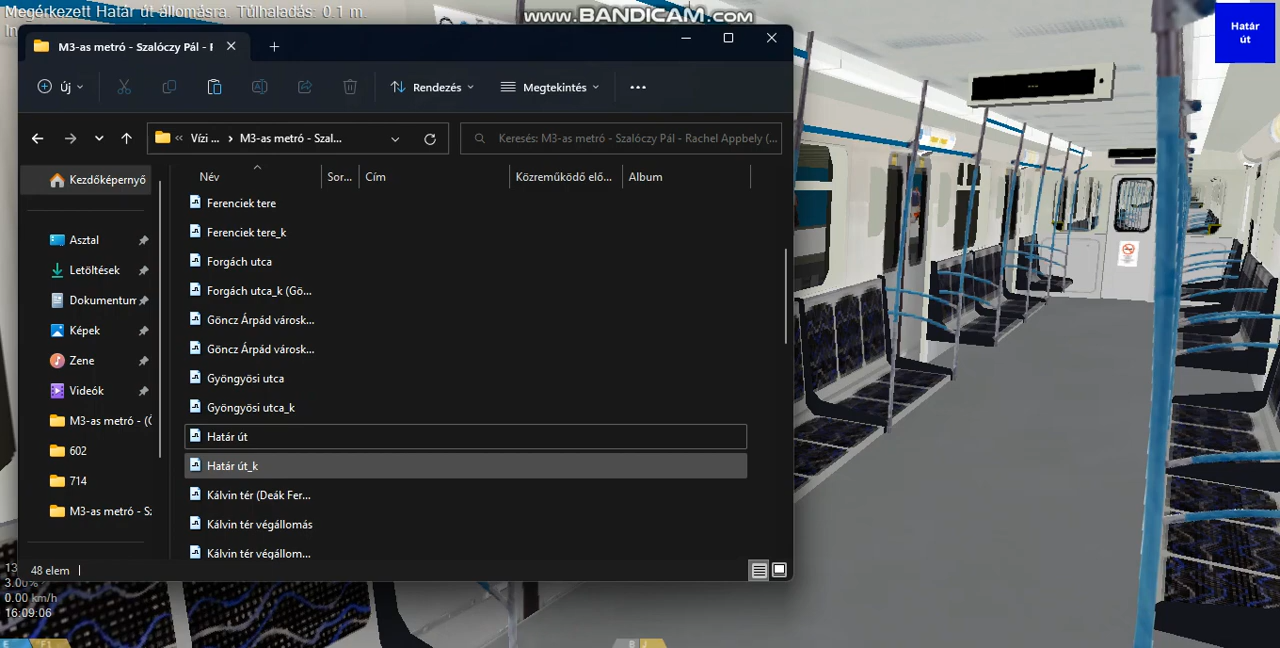 Megérkezett Határ út állomásra. Túlhaladás: 0.1 m.
www.BANDICAM.com
Határ
út
M3-as metró - Szalóczy Pál - F
Új
Rendezés
Megtekintés
Vízi ...
M3-as metró - Szal...
Keresés: M3-as metró - Szalóczy Pál - Rachel Appbely (...
Kezdőképernyő
Asztal
Letöltések
Dokumentum
Képek
Zene
Videók
M3-as metró - (Ö
602
714
M3-as metró - Sz
Név
Sor...
Cím
Közreműködő elő...
Album
Ferenciek tere
Ferenciek tere_k
Forgách utca
Forgách utca_k (Gö...
Göncz Árpád városk...
Göncz Árpád városk...
Gyöngyösi utca
Gyöngyösi utca_k
Határ út
Határ út_k
Kálvin tér (Deák Fer...
Kálvin tér végállomás
Kálvin tér végállom...
48 elem
13
3.00%
0.00 km/h
16:09:06
E
F1